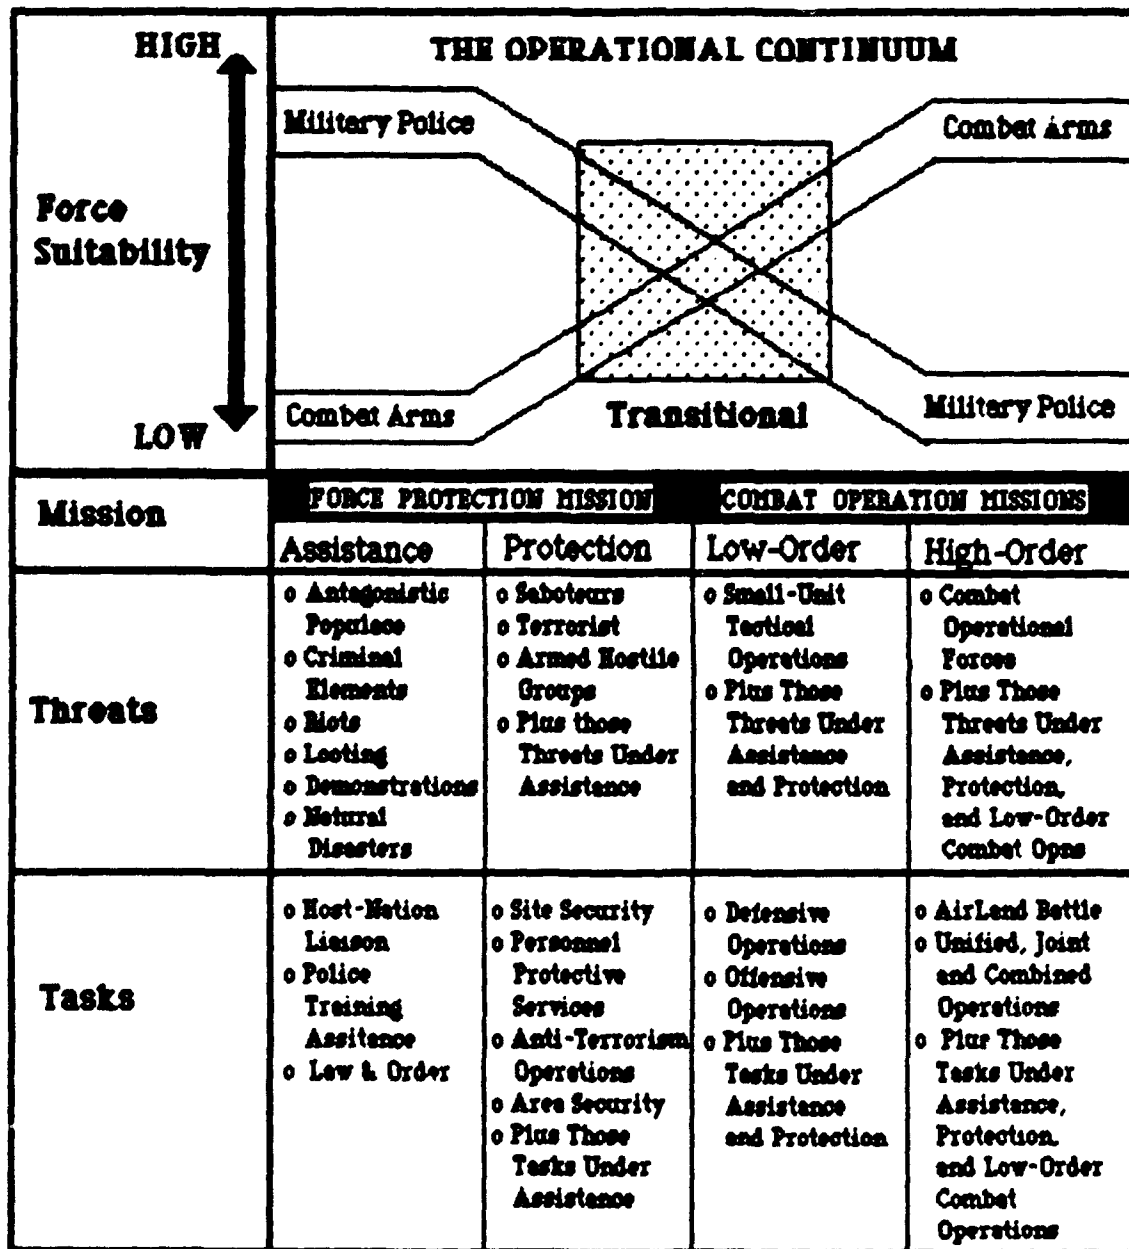 HIGH
THE OPERATIONAL CONTINUUM
Military Police
Combat Arms
Force
Suitability
Combat Arms
Transitional
Military Police
LOW
Mission
FORCE PROTECTION MISSION
COMBAT OPERATION MISSIONS
Assistance
Protection
Low-Order
High-Order
Threats
o Antagonistic
Populace
o Criminal
Elements
o Riots
o Looting
o Demonstrations
o Natural
Disasters
o Saboteurs
o Terrorist
o Armed Hostile
Groups
o Plus those
Threats Under
Assistance
o Small-Unit
Tactical
Operations
o Plus Those
Threats Under
Assistance
and Protection
o Combat
Operational
Forces
o Plus Those
Threats Under
Assistance,
Protection,
and Low-Order
Combat Opns
Tasks
o Host-Nation
Liaison
o Police
Training
Assitance
o Law & Order
o Site Security
o Personnel
Protective
Services
o Anti-Terrorism
Operations
o Area Security
o Plus Those
Tasks Under
Assistance
o Defensive
Operations
o Offensive
Operations
o Plus Those
Tasks Under
Assistance
and Protection
o AirLand Battle
o Unified, Joint
and Combined
Operations
o Plus Those
Tasks Under
Assistance,
Protection,
and Low-Order
Combat
Operations